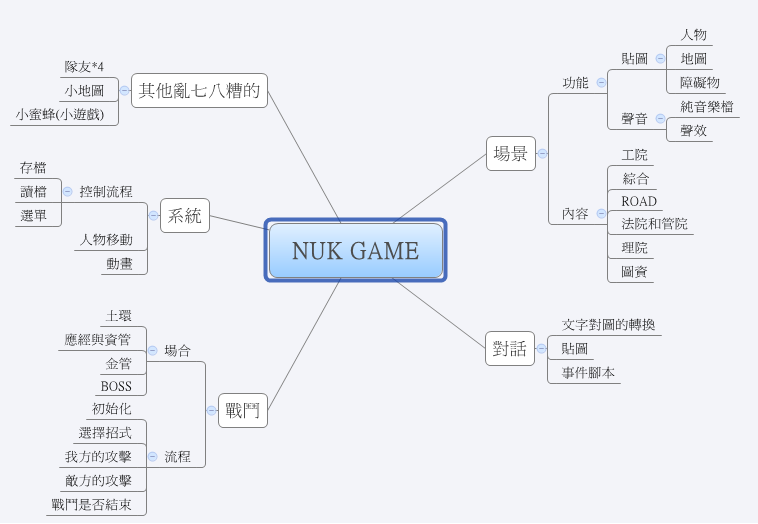 NUK GAME
其他亂七八糟的
隊友*4
小地圖
小蜜蜂(小遊戲)
系統
控制流程
存檔
讀檔
選單
人物移動
動畫
戰鬥
場合
土環
應經與資管
金管
BOSS
流程
初始化
選擇招式
我方的攻擊
敵方的攻擊
戰鬥是否結束
場景
功能
貼圖
人物
地圖
障礙物
聲音
純音樂檔
聲效
內容
工院
綜合
ROAD
法院和管院
理院
圖資
對話
文字對圖的轉換
貼圖
事件腳本